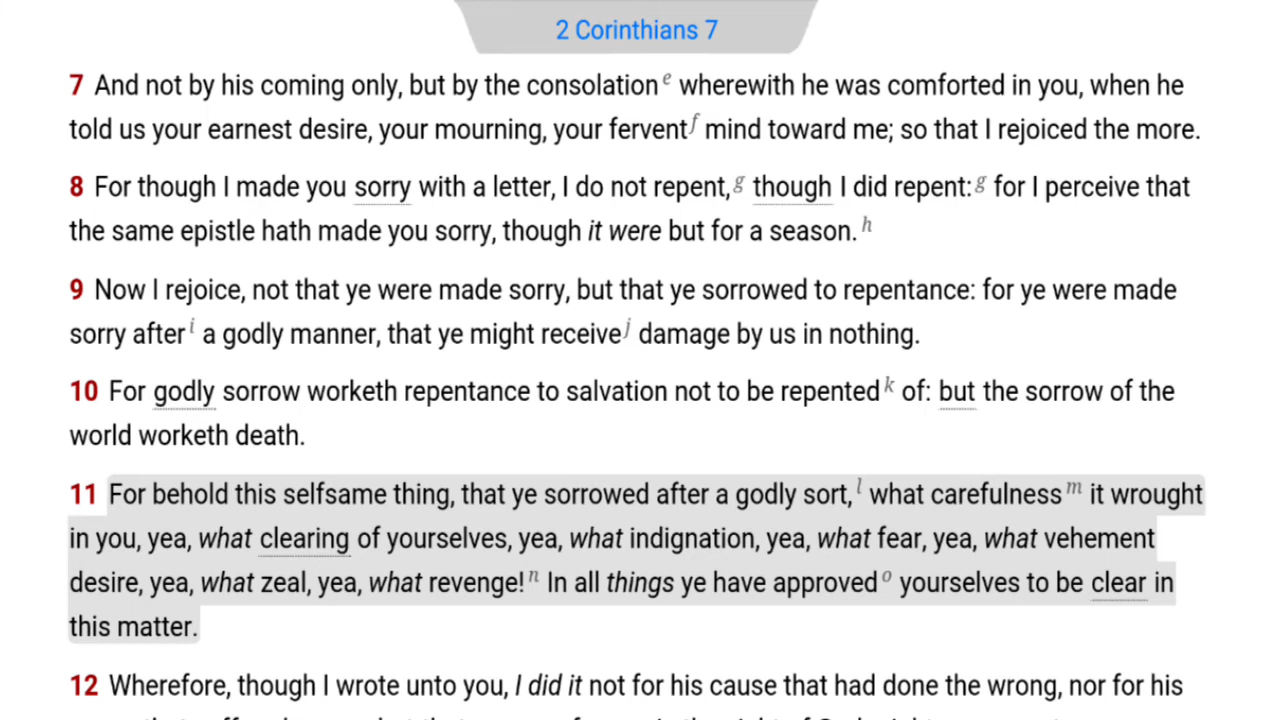 2 Corinthians 7
7 And not by his coming only, but by the consolation e wherewith he was comforted in you, when he
told us your earnest desire, your mourning, your fervent f mind toward me; so that I rejoiced the more.
8 For though I made you sorry with a letter, I do not repent, g though I did repent: g for I perceive that
the same epistle hath made you sorry, though it were but for a season. h
9 Now I rejoice, not that ye were made sorry, but that ye sorrowed to repentance: for ye were made
sorry after i a godly manner, that ye might receive j damage by us in nothing.
10 For godly sorrow worketh repentance to salvation not to be repented k of: but the sorrow of the
world worketh death.
11 For behold this selfsame thing, that ye sorrowed after a godly sort, l what carefulness m it wrought
in you, yea, what clearing of yourselves, yea, what indignation, yea, what fear, yea, what vehement
desire, yea, what zeal, yea, what revenge! n In all things ye have approved o yourselves to be clear in
this matter.
12 Wherefore, though I wrote unto you, I did it not for his cause that had done the wrong, nor for his